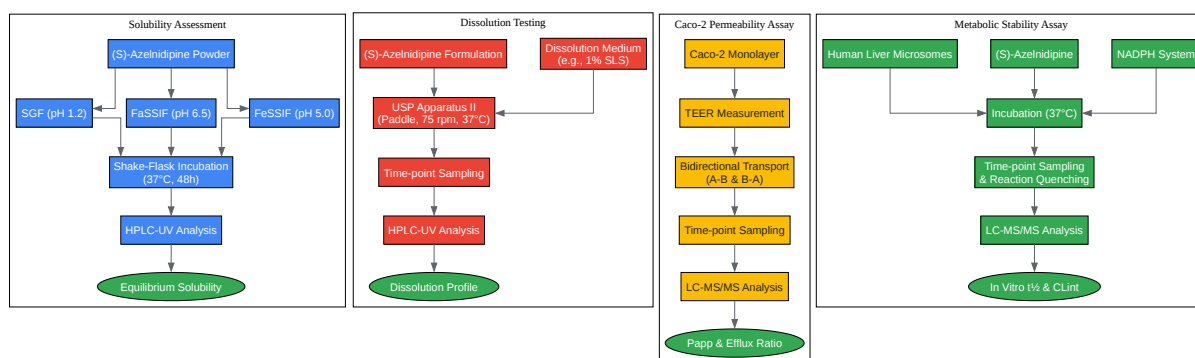 Solubility Assessment
(S)-Azelnidipine Powder
SGF (pH 1.2)
FaSSIF (pH 6.5)
FeSSIF (pH 5.0)
Shake-Flask Incubation
(37°C, 48h)
HPLC-UV Analysis
Equilibrium Solubility
Dissolution Testing
(S)-Azelnidipine Formulation
Dissolution Medium
(e.g., 1% SLS)
USP Apparatus II
(Paddle, 75 rpm, 37°C)
Time-point Sampling
HPLC-UV Analysis
Dissolution Profile
Caco-2 Permeability Assay
Caco-2 Monolayer
TEER Measurement
Bidirectional Transport
(A-B & B-A)
Time-point Sampling
LC-MS/MS Analysis
Papp & Efflux Ratio
Metabolic Stability Assay
Human Liver Microsomes
(S)-Azelnidipine
NADPH System
Incubation (37°C)
Time-point Sampling
& Reaction Quenching
LC-MS/MS Analysis
In Vitro t½ & CLint